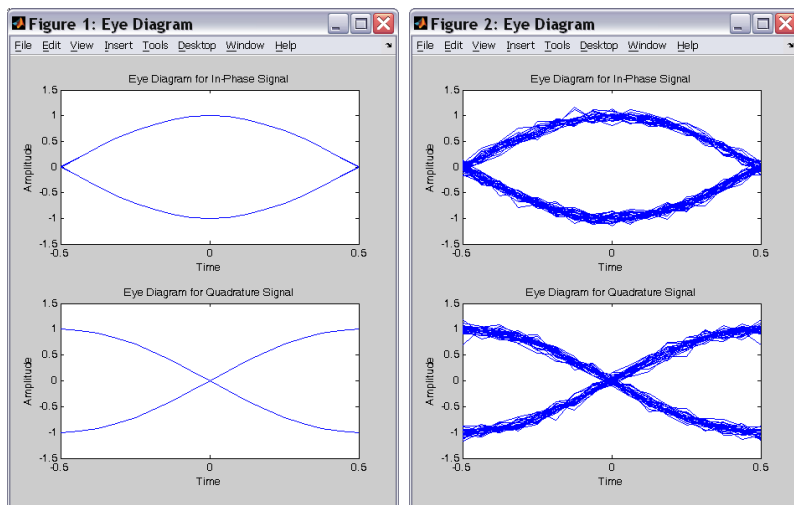 Figure 1: Eye Diagram
File Edit View Insert Tools Desktop Window Help
Eye Diagram for In-Phase Signal
1.5
1
0.5
0
-0.5
-1
-1.5
Amplitude
-0.5 0 0.5
Time
Eye Diagram for Quadrature Signal
1.5
1
0.5
0
-0.5
-1
-1.5
Amplitude
-0.5 0 0.5
Time
Figure 2: Eye Diagram
File Edit View Insert Tools Desktop Window Help
Eye Diagram for In-Phase Signal
1.5
1
0.5
0
-0.5
-1
-1.5
Amplitude
-0.5 0 0.5
Time
Eye Diagram for Quadrature Signal
1.5
1
0.5
0
-0.5
-1
-1.5
Amplitude
-0.5 0 0.5
Time